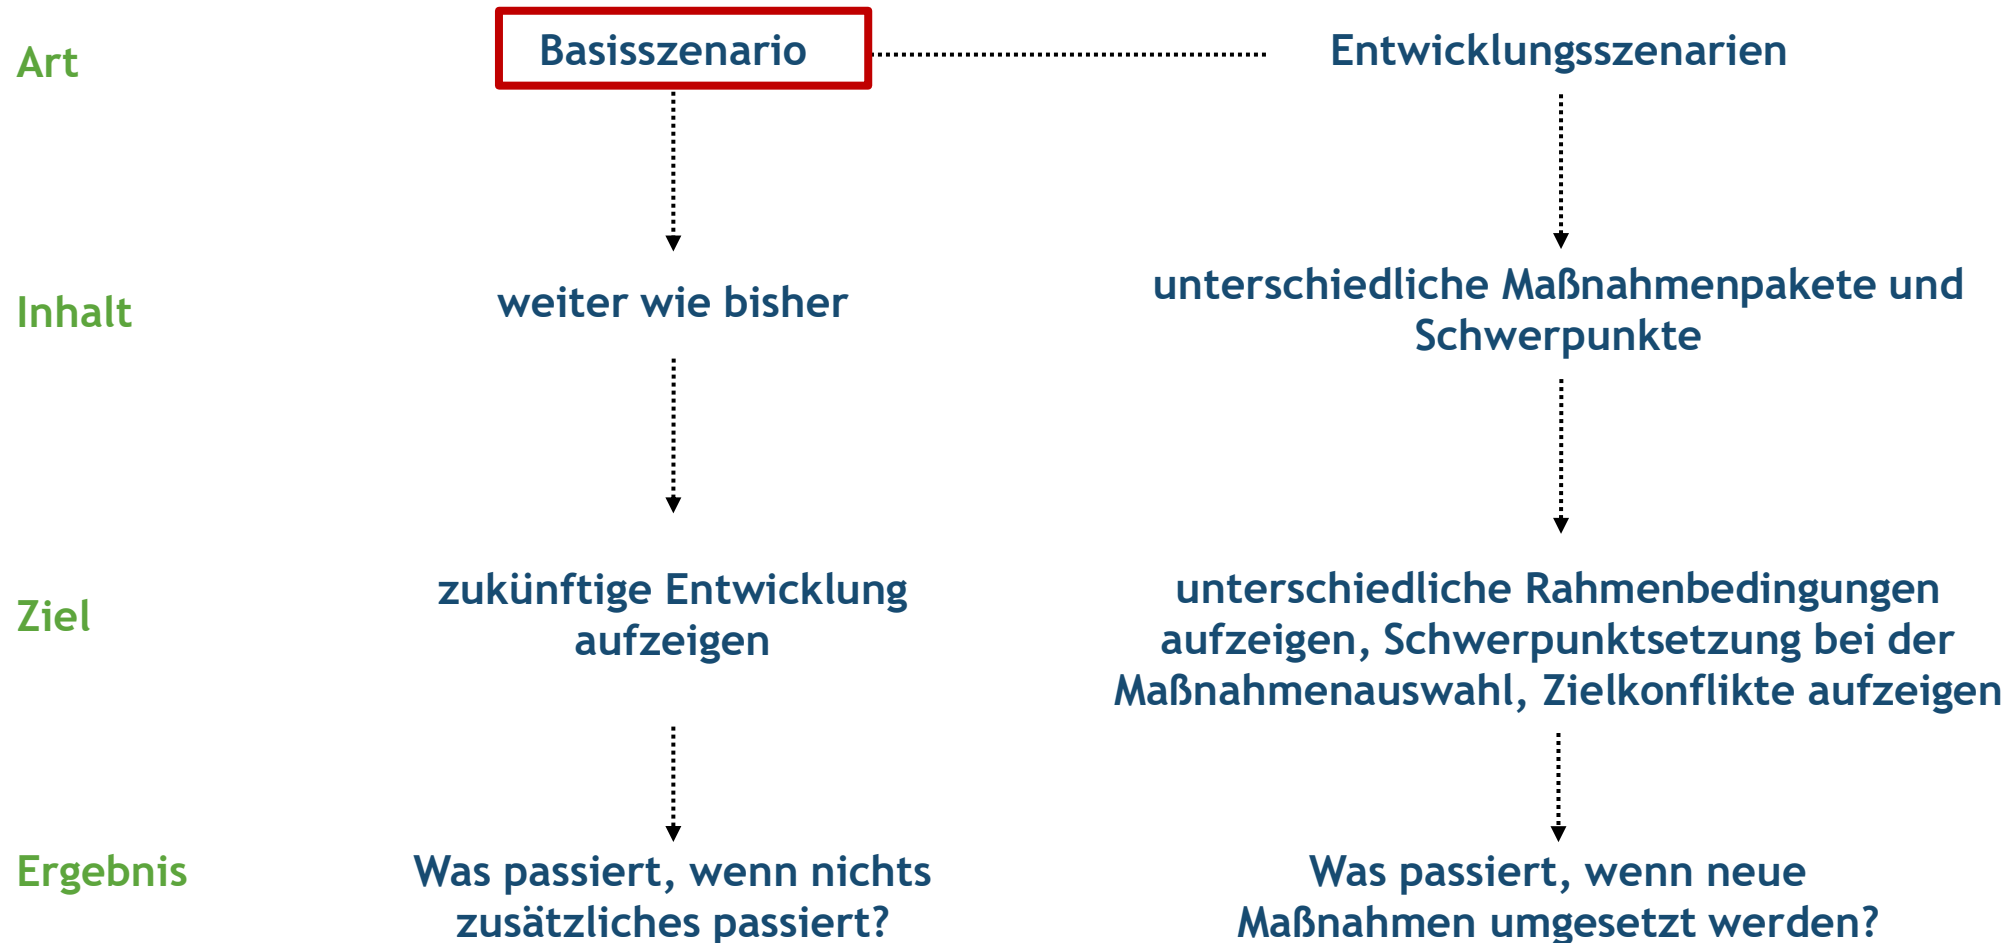 Art
Basisszenario
Entwicklungsszenarien
Inhalt
weiter wie bisher
unterschiedliche Maßnahmenpakete und
Schwerpunkte
Ziel
zukünftige Entwicklung
aufzeigen
unterschiedliche Rahmenbedingungen
aufzeigen, Schwerpunktsetzung bei der
Maßnahmenauswahl, Zielkonflikte aufzeigen
Ergebnis
Was passiert, wenn nichts
zusätzliches passiert?
Was passiert, wenn neue
Maßnahmen umgesetzt werden?